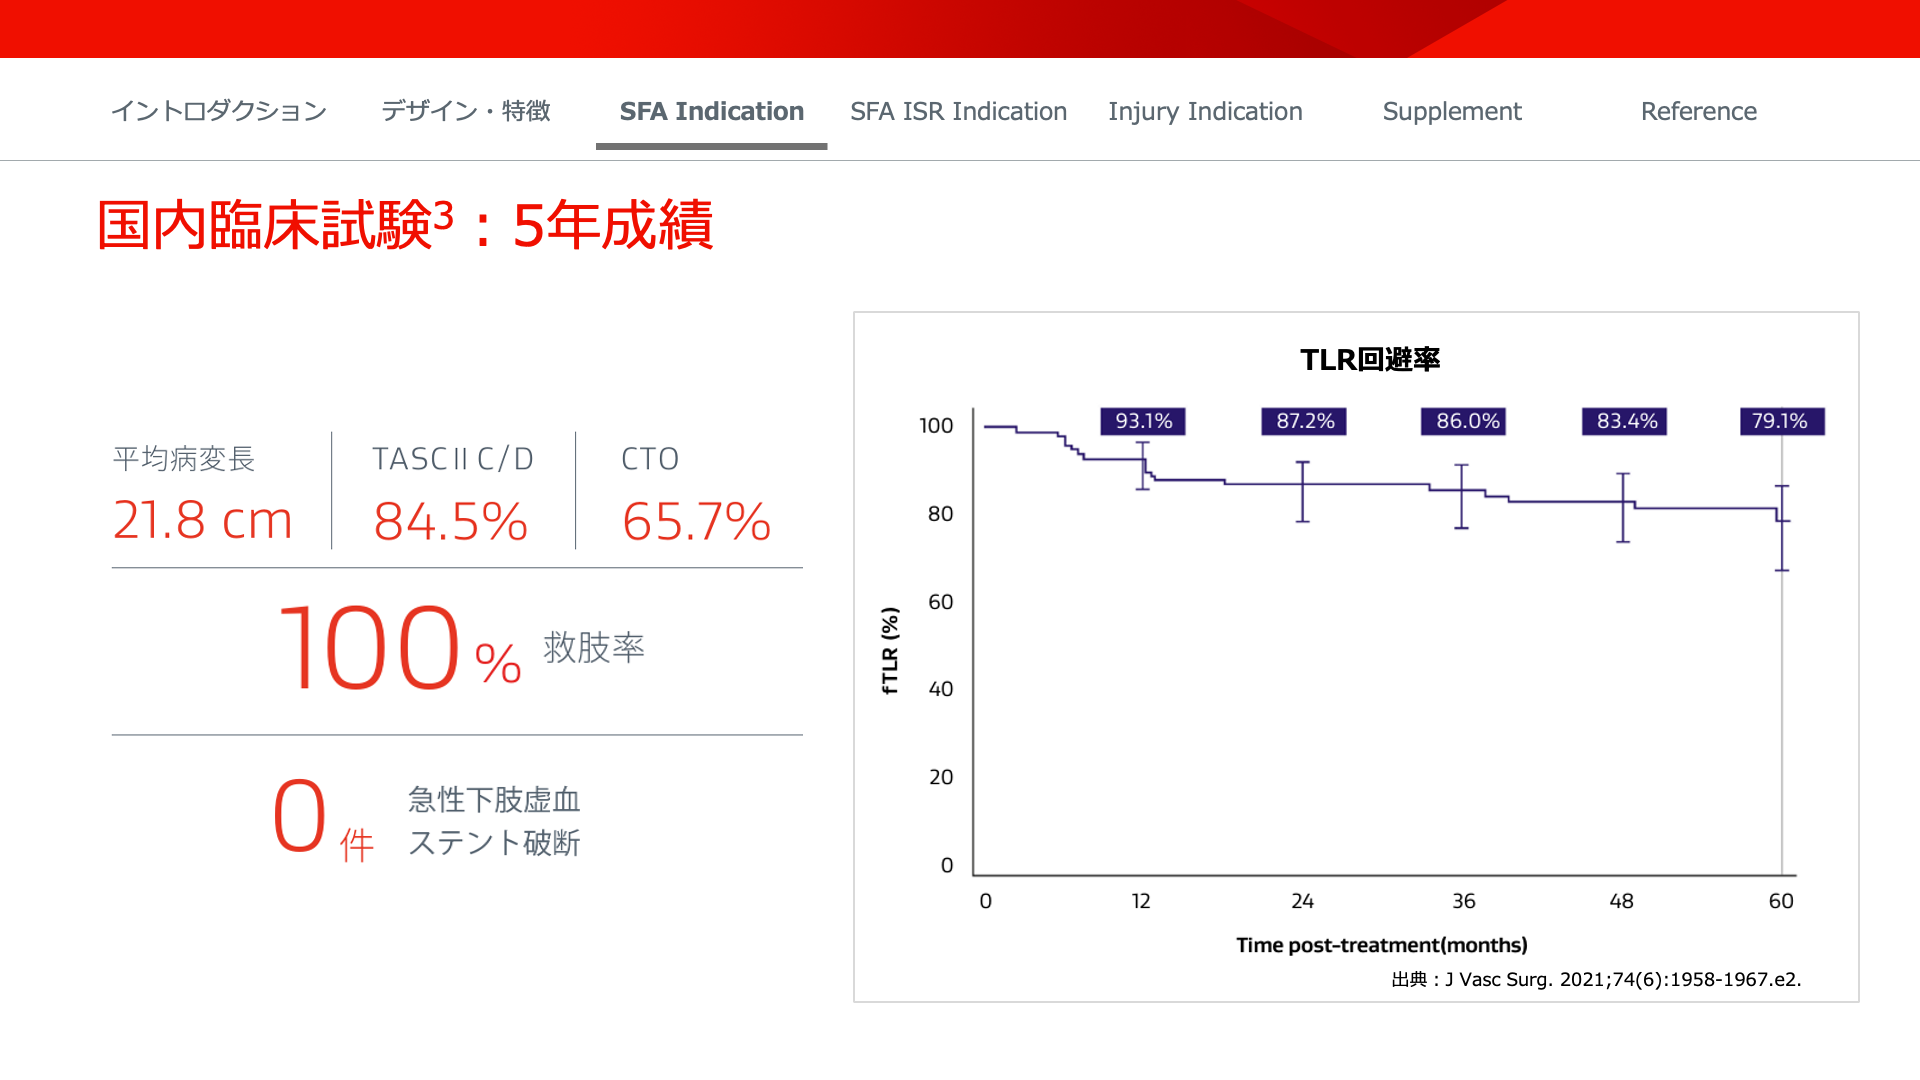 イントロダクション デザイン・特徴 SFA Indication SFA ISR Indication Injury Indication Supplement Reference
国内臨床試験³：5年成績
平均病変長 TASC II C/D CTO
21.8 cm 84.5% 65.7%
100% 救肢率
0件 急性下肢虚血
ステント破断
TLR回避率
93.1% 87.2% 86.0% 83.4% 79.1%
100
80
60
40
20
0
fTLR (%)
0 12 24 36 48 60
Time post-treatment(months)
出典：J Vasc Surg. 2021;74(6):1958-1967.e2.